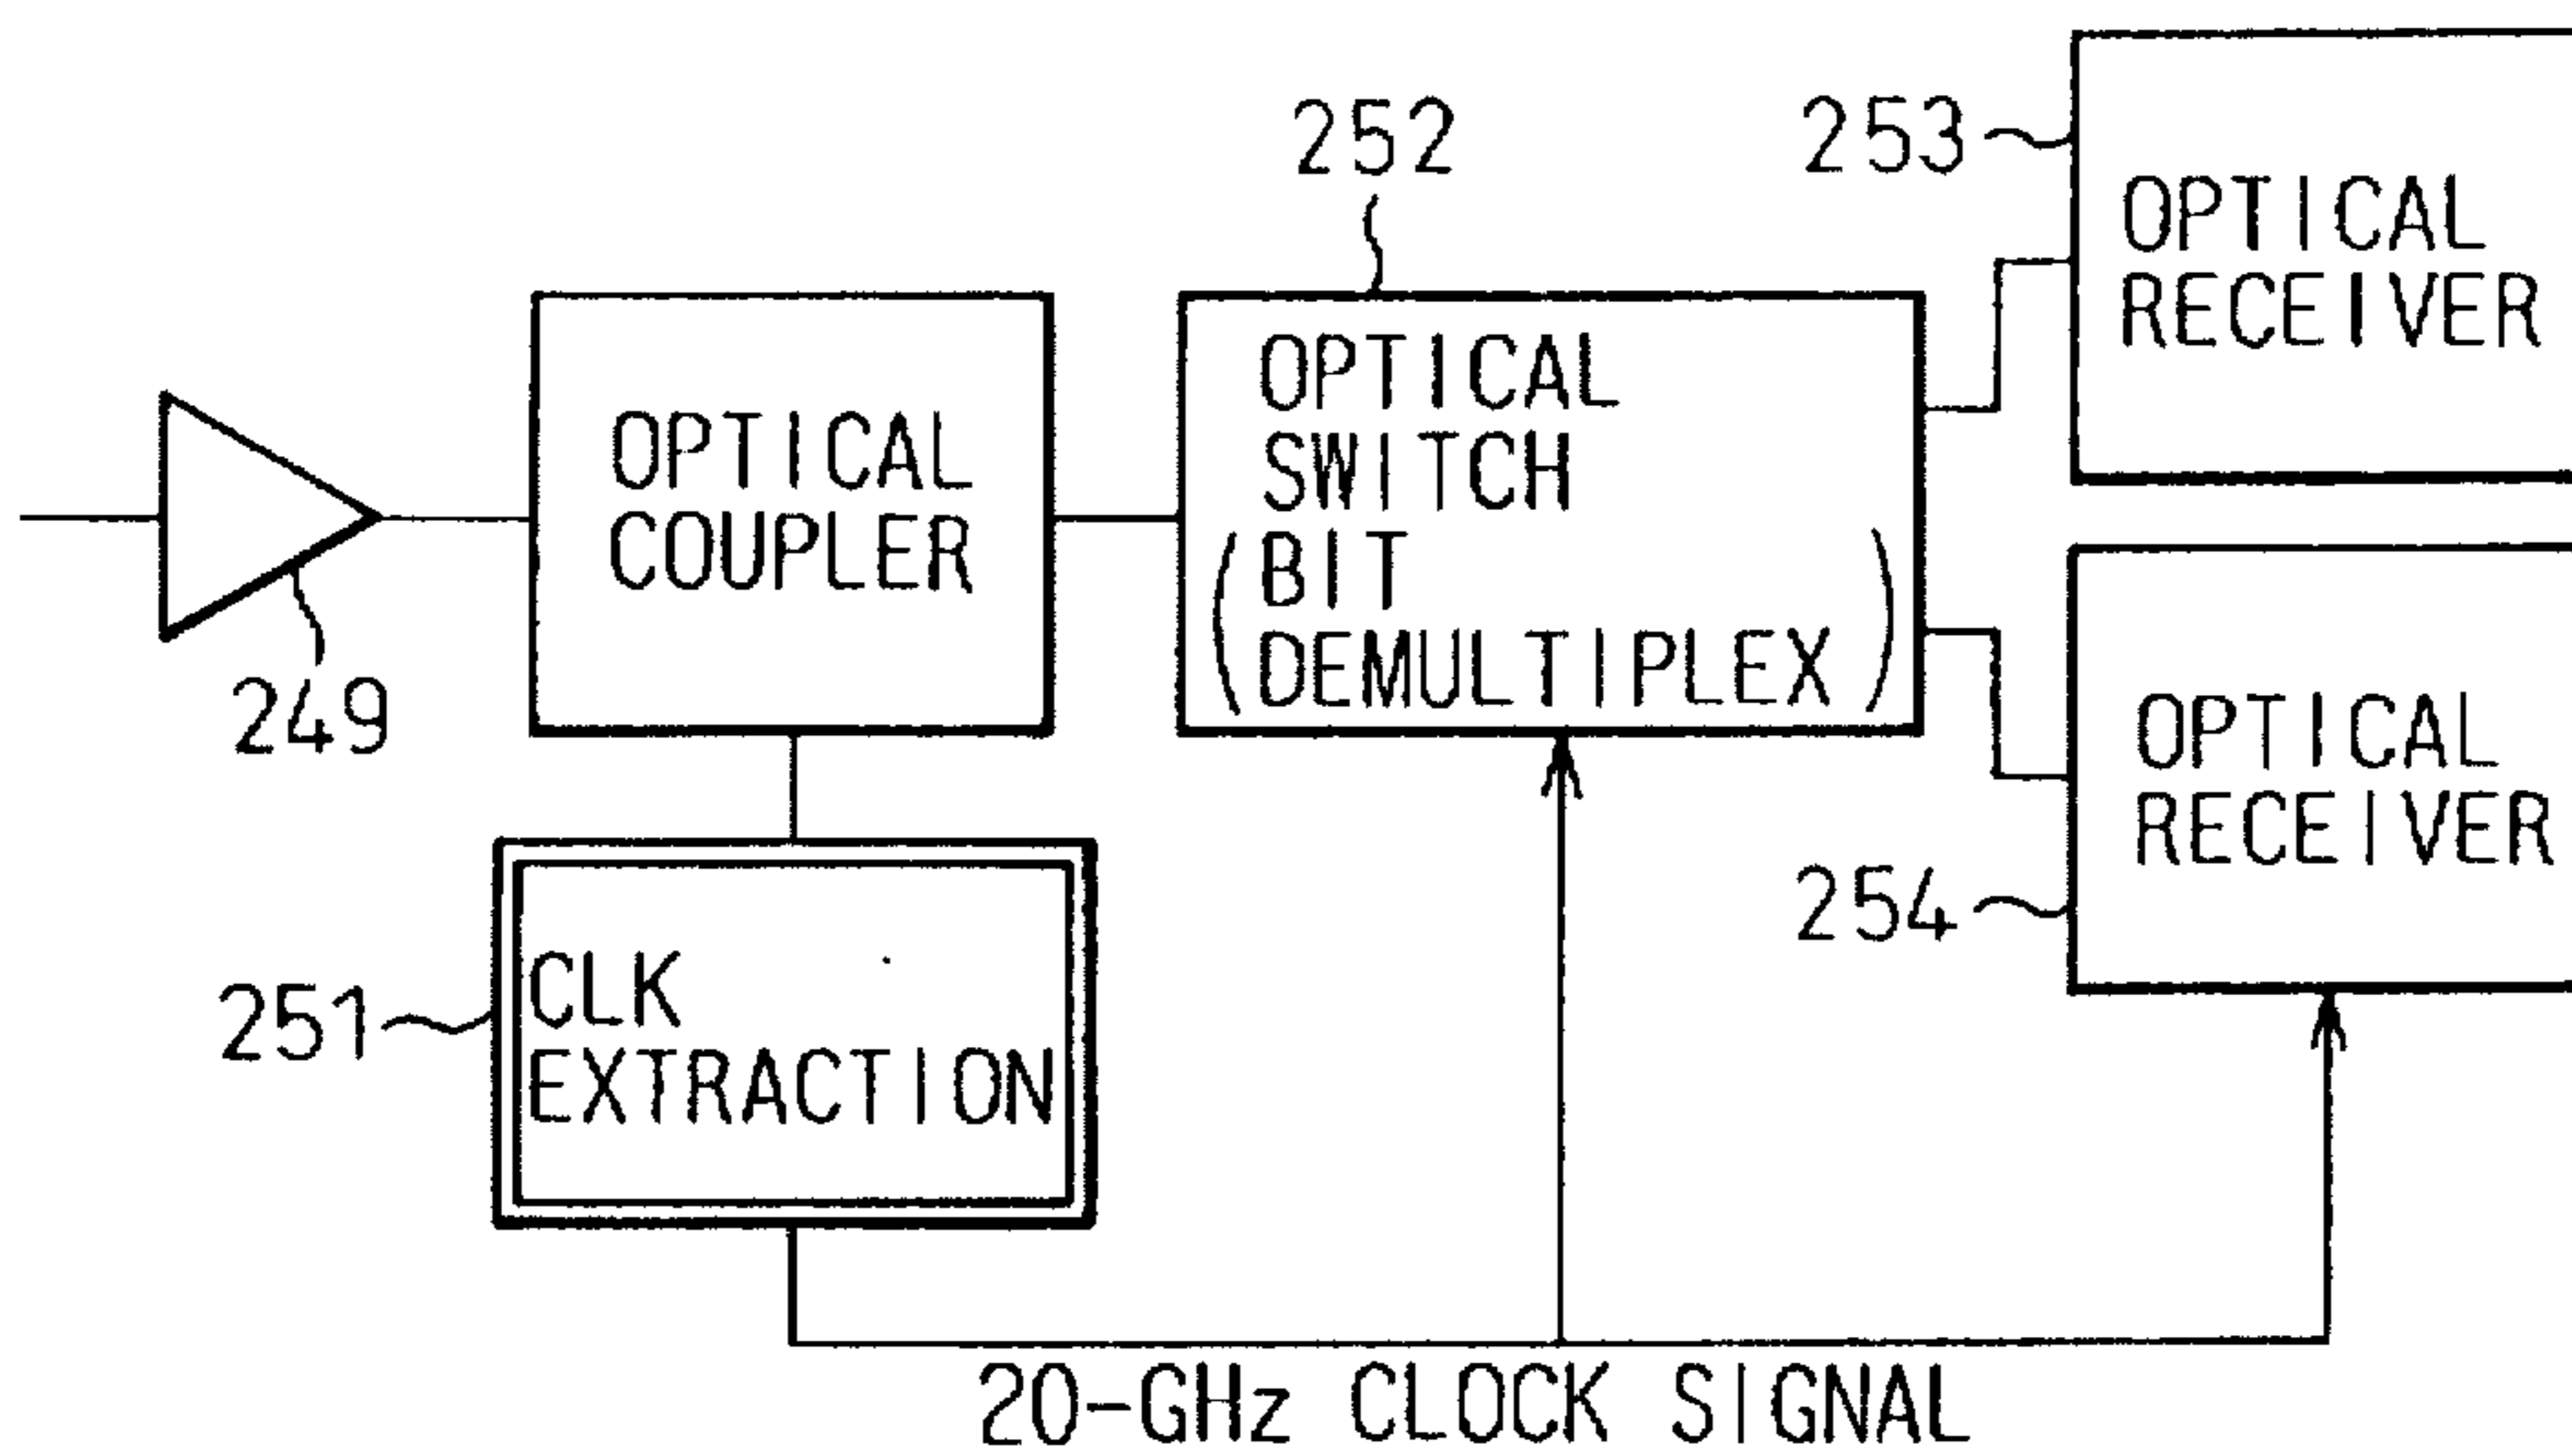 252
253
OPTICAL
RECEIVER
OPTICAL
COUPLER
OPTICAL
SWITCH
(BIT
DEMULTIPLEX)
249
OPTICAL
RECEIVER
254
251
CLK
EXTRACTION
20-GHz CLOCK SIGNAL